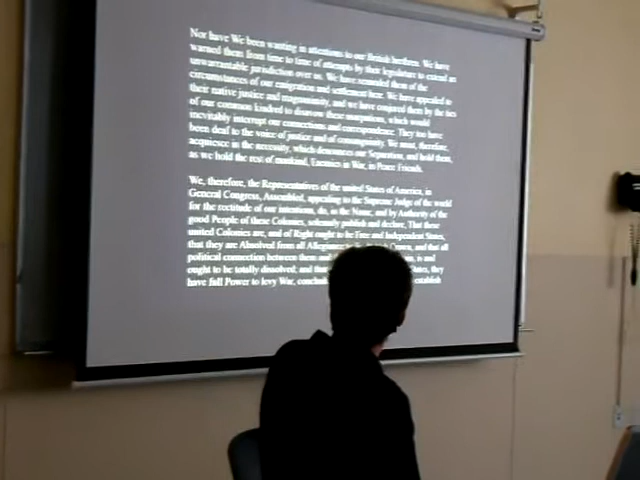 Nor have We been wanting in attentions to our British brethren. We have
warned them from time to time of attempts by their legislature to extend an
unwarrantable jurisdiction over us. We have reminded them of the
circumstances of our emigration and settlement here. We have appealed to
their native justice and magnanimity, and we have conjured them by the ties
of our common kindred to disavow these usurpations, which would
inevitably interrupt our connections and correspondence. They too have
been deaf to the voice of justice and of consanguinity. We must, therefore,
acquiesce in the necessity, which denounces our Separation, and hold them,
as we hold the rest of mankind, Enemies in War, in Peace Friends.
We, therefore, the Representatives of the united States of America, in
General Congress, Assembled, appealing to the Supreme Judge of the world
for the rectitude of our intentions, do, in the Name, and by Authority of the
good People of these Colonies, solemnly publish and declare, That these
united Colonies are, and of Right ought to be Free and Independent States,
that they are Absolved from all Crown, and that all
political connection between them is and
ought to be totally dissolved; and they
have full Power to levy War, establish